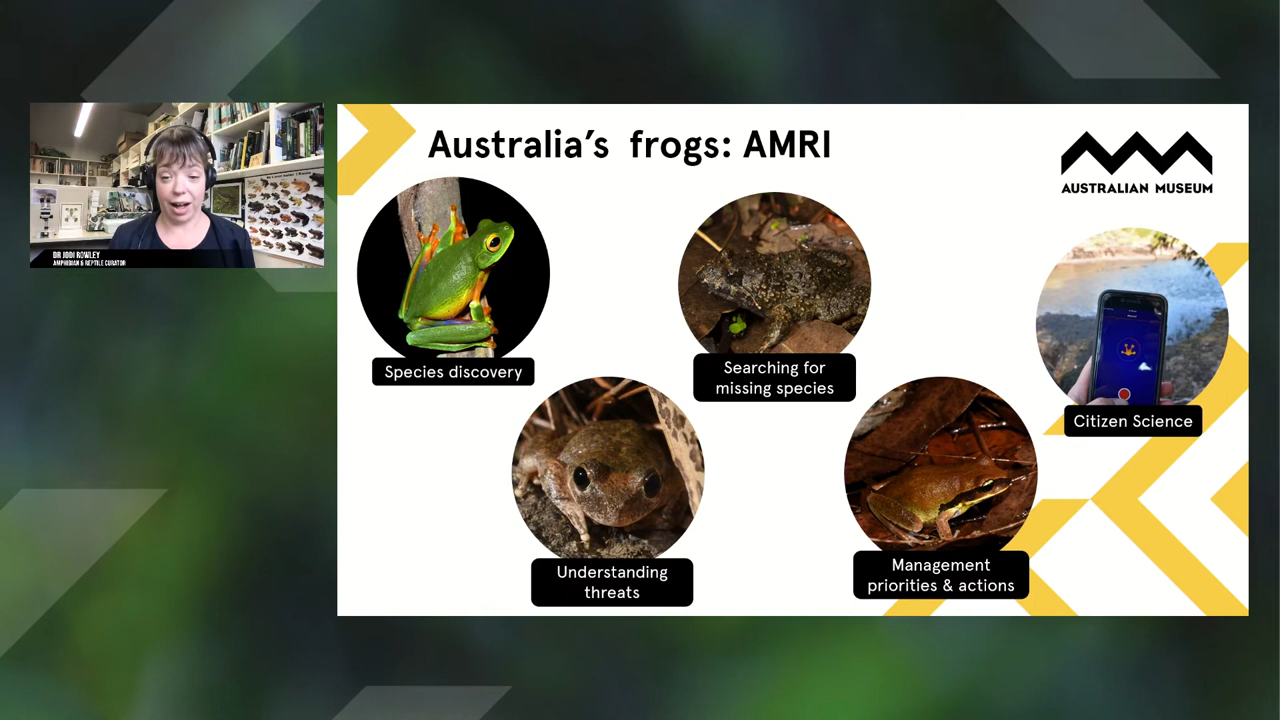 Australia's frogs: AMRI
AUSTRALIAN MUSEUM
DR JODI ROWLEY
AMPHIBIAN & REPTILE CURATOR
Species discovery
Searching for
missing species
Citizen Science
Understanding
threats
Management
priorities & actions